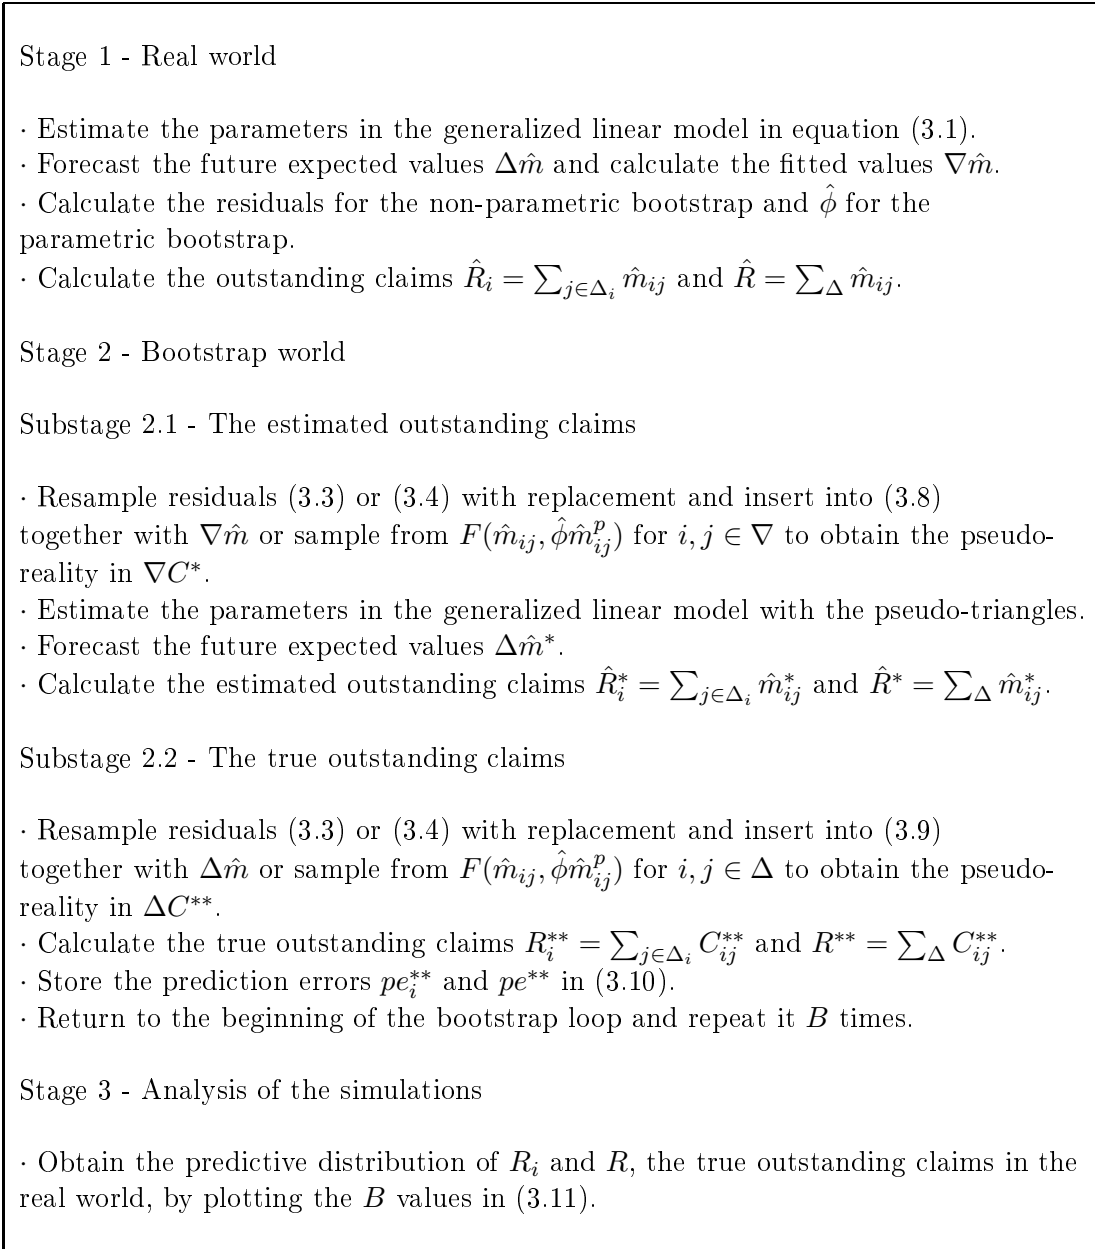 Stage 1 - Real world
· Estimate the parameters in the generalized linear model in equation (3.1).
· Forecast the future expected values Δm̂ and calculate the fitted values ∇m̂.
· Calculate the residuals for the non-parametric bootstrap and ϕ̂ for the
parametric bootstrap.
· Calculate the outstanding claims R̂_i = ∑_{j∈Δ_i} m̂_{ij} and R̂ = ∑_Δ m̂_{ij}.
Stage 2 - Bootstrap world
Substage 2.1 - The estimated outstanding claims
· Resample residuals (3.3) or (3.4) with replacement and insert into (3.8)
together with ∇m̂ or sample from F(m̂_{ij}, ϕ̂m̂_{ij}^p) for i, j ∈ ∇ to obtain the pseudo-
reality in ∇C*.
· Estimate the parameters in the generalized linear model with the pseudo-triangles.
· Forecast the future expected values Δm̂*.
· Calculate the estimated outstanding claims R̂_i^* = ∑_{j∈Δ_i} m̂_{ij}^* and R̂* = ∑_Δ m̂_{ij}^*.
Substage 2.2 - The true outstanding claims
· Resample residuals (3.3) or (3.4) with replacement and insert into (3.9)
together with Δm̂ or sample from F(m̂_{ij}, ϕ̂m̂_{ij}^p) for i, j ∈ Δ to obtain the pseudo-
reality in ΔC**.
· Calculate the true outstanding claims R_i^{**} = ∑_{j∈Δ_i} C_{ij}^{**} and R** = ∑_Δ C_{ij}^{**}.
· Store the prediction errors pe_i^{**} and pe** in (3.10).
· Return to the beginning of the bootstrap loop and repeat it B times.
Stage 3 - Analysis of the simulations
· Obtain the predictive distribution of R_i and R, the true outstanding claims in the
real world, by plotting the B values in (3.11).